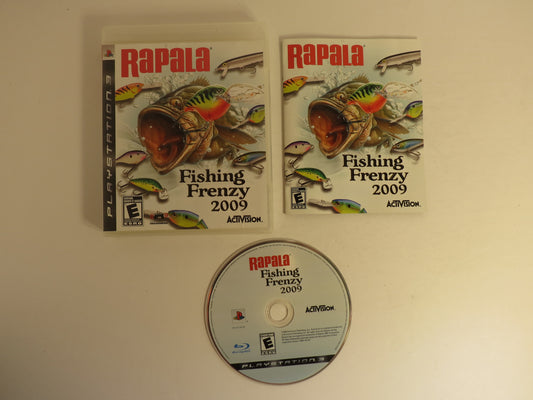 PLAYSTATION 3
RAPALA
Fishing
Frenzy
2009
E
ACTIVISION
RAPALA
Fishing
Frenzy
2009
E
ACTIVISION
RAPALA
Fishing
Frenzy
2009
ACTIVISION
E
PLAYSTATION 3